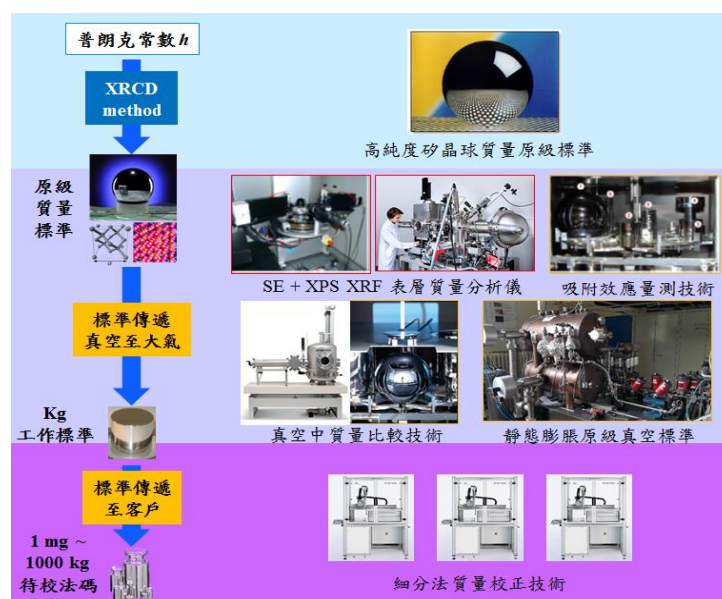 普朗克常數h
XRCD
method
高純度矽晶球質量原級標準
原級
質量
標準
SE + XPS XRF 表層質量分析儀
吸附效應量測技術
標準傳遞
真空至大氣
Kg
工作標準
真空中質量比較技術
靜態膨脹原級真空標準
標準傳遞
至客戶
1 mg ~
1000 kg
待校法碼
細分法質量校正技術